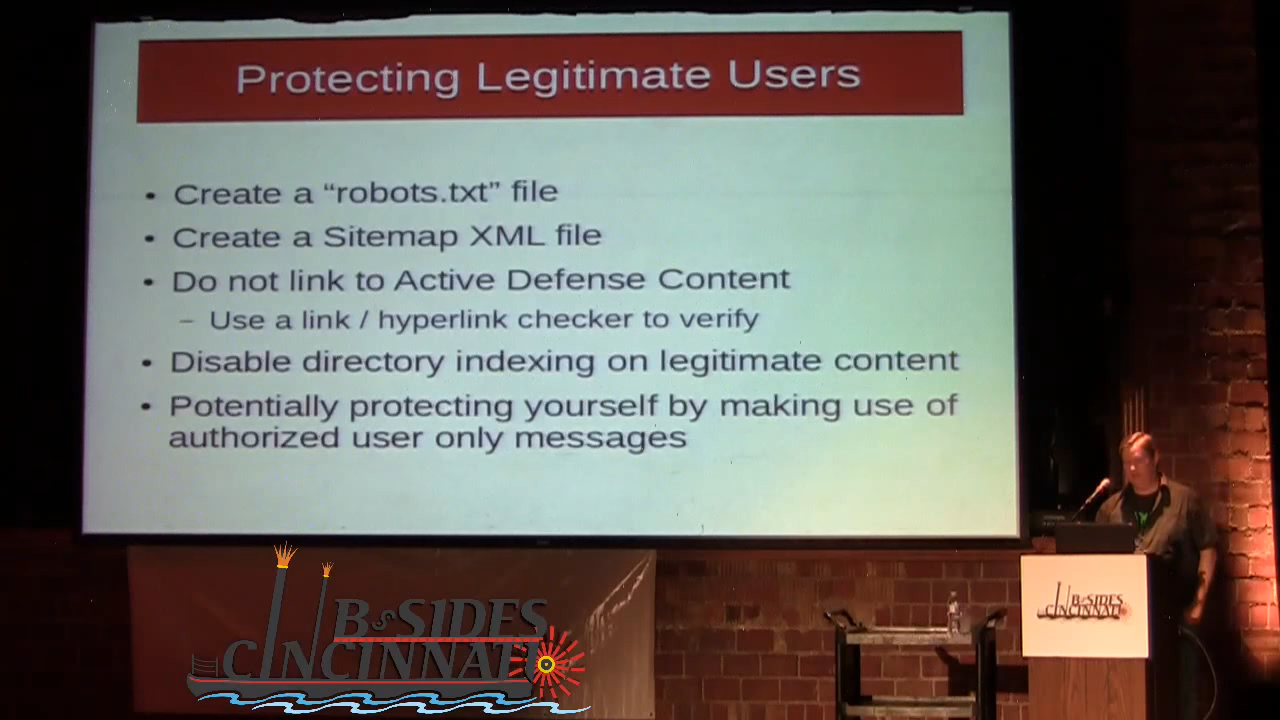 Protecting Legitimate Users
• Create a “robots.txt” file
• Create a Sitemap XML file
• Do not link to Active Defense Content
– Use a link / hyperlink checker to verify
• Disable directory indexing on legitimate content
• Potentially protecting yourself by making use of
authorized user only messages
BSIDES
CINCINNATI
BSIDES
CINCINNATI